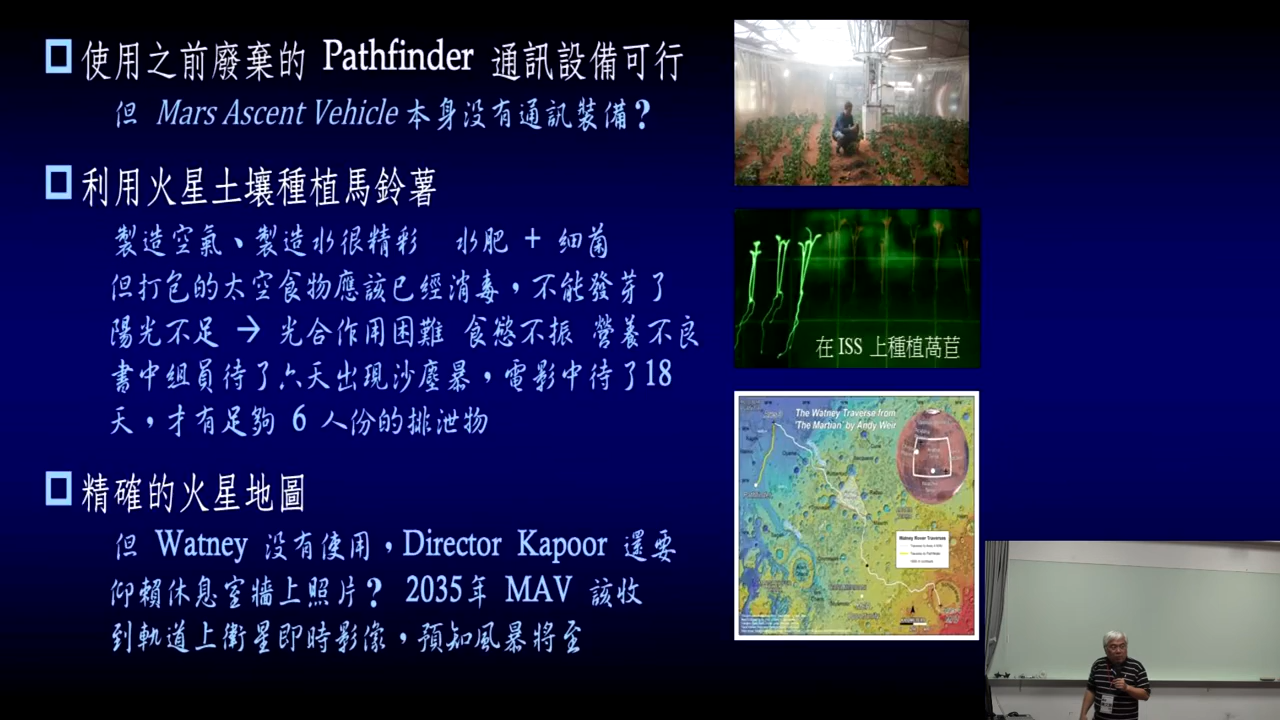 使用之前廢棄的 Pathfinder 通訊設備可行
但 Mars Ascent Vehicle 本身沒有通訊裝備?
利用火星土壤種植馬鈴薯
製造空氣、製造水很精彩 水肥 + 細菌
但打包的太空食物應該已經消毒,不能發芽了
陽光不足 → 光合作用困難 食慾不振 營養不良
書中組員待了六天出現沙塵暴,電影中待了18
天,才有足夠 6 人份的排泄物
精確的火星地圖
但 Watney 沒有使用,Director Kapoor 還要
仰賴休息室牆上照片? 2035年 MAV 該收
到軌道上衛星即時影像,預知風暴將至
在 ISS 上種植萵苣
The Watney Traverse from
"The Martian" by Andy Weir
Watney Rover Traverses